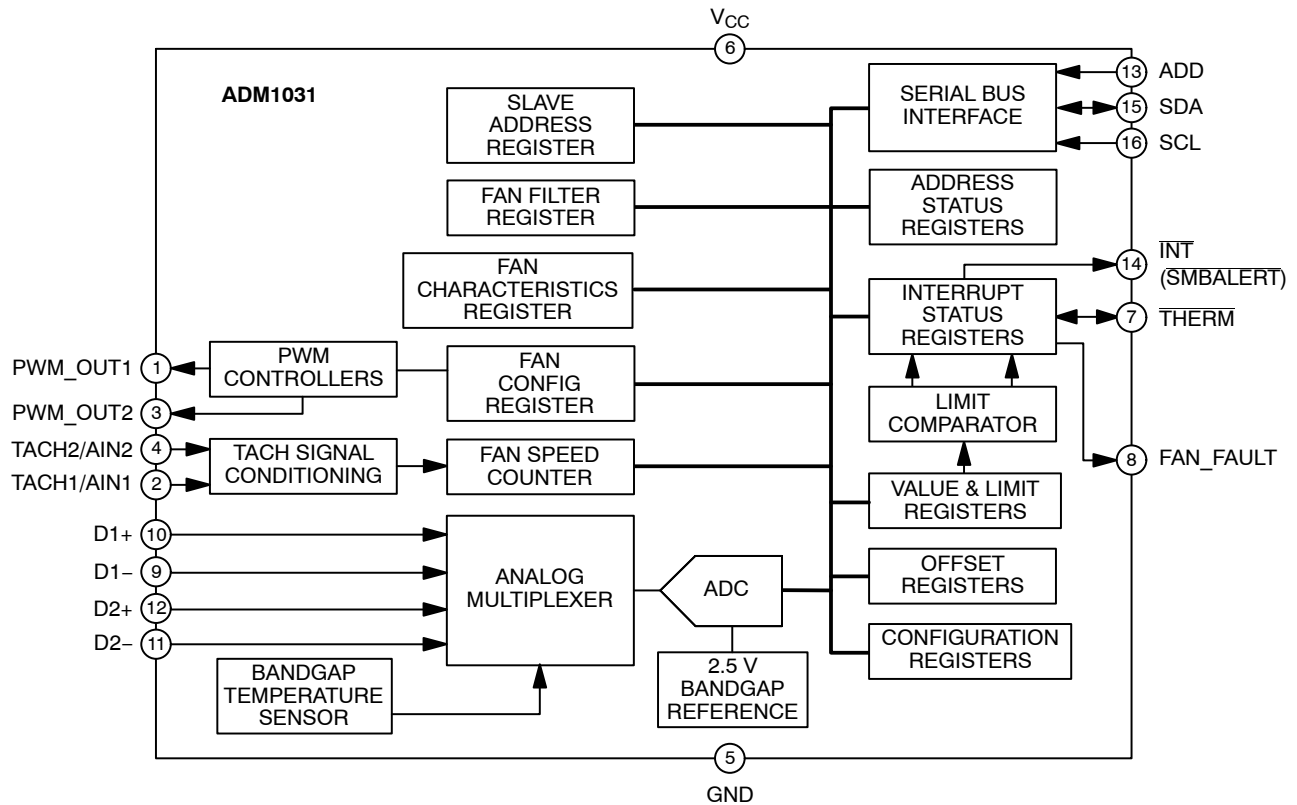 V_CC
6
ADM1031
SLAVE
ADDRESS
REGISTER
SERIAL BUS
INTERFACE
13 ADD
15 SDA
16 SCL
FAN FILTER
REGISTER
ADDRESS
STATUS
REGISTERS
FAN
CHARACTERISTICS
REGISTER
INTERRUPT
STATUS
REGISTERS
14 INT
(SMBALERT)
7 THERM
PWM_OUT1 1
PWM_OUT2 3
PWM
CONTROLLERS
FAN
CONFIG
REGISTER
LIMIT
COMPARATOR
TACH2/AIN2 4
TACH1/AIN1 2
TACH SIGNAL
CONDITIONING
FAN SPEED
COUNTER
8 FAN_FAULT
VALUE & LIMIT
REGISTERS
D1+ 10
D1− 9
D2+ 12
D2− 11
ANALOG
MULTIPLEXER
ADC
OFFSET
REGISTERS
CONFIGURATION
REGISTERS
BANDGAP
TEMPERATURE
SENSOR
2.5 V
BANDGAP
REFERENCE
5
GND